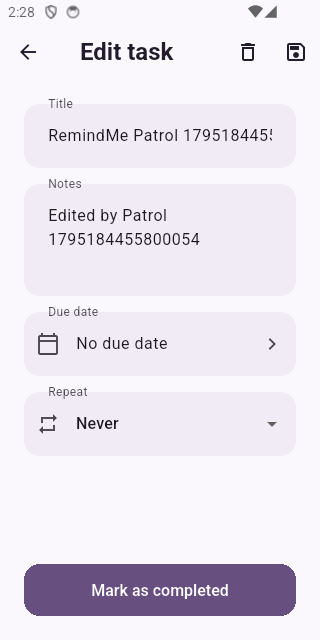 2:28
Edit task
Title
RemindMe Patrol 179518445
Notes
Edited by Patrol
1795184455800054
Due date
No due date
Repeat
Never
Mark as completed